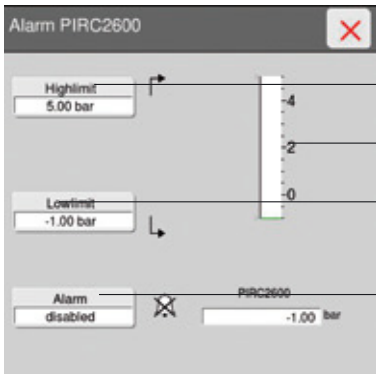 Alarm PIRC2600
Highlimit
5.00 bar
4
2
Lowlimit
-1.00 bar
0
Alarm
disabled
PIRC2600
-1.00 bar